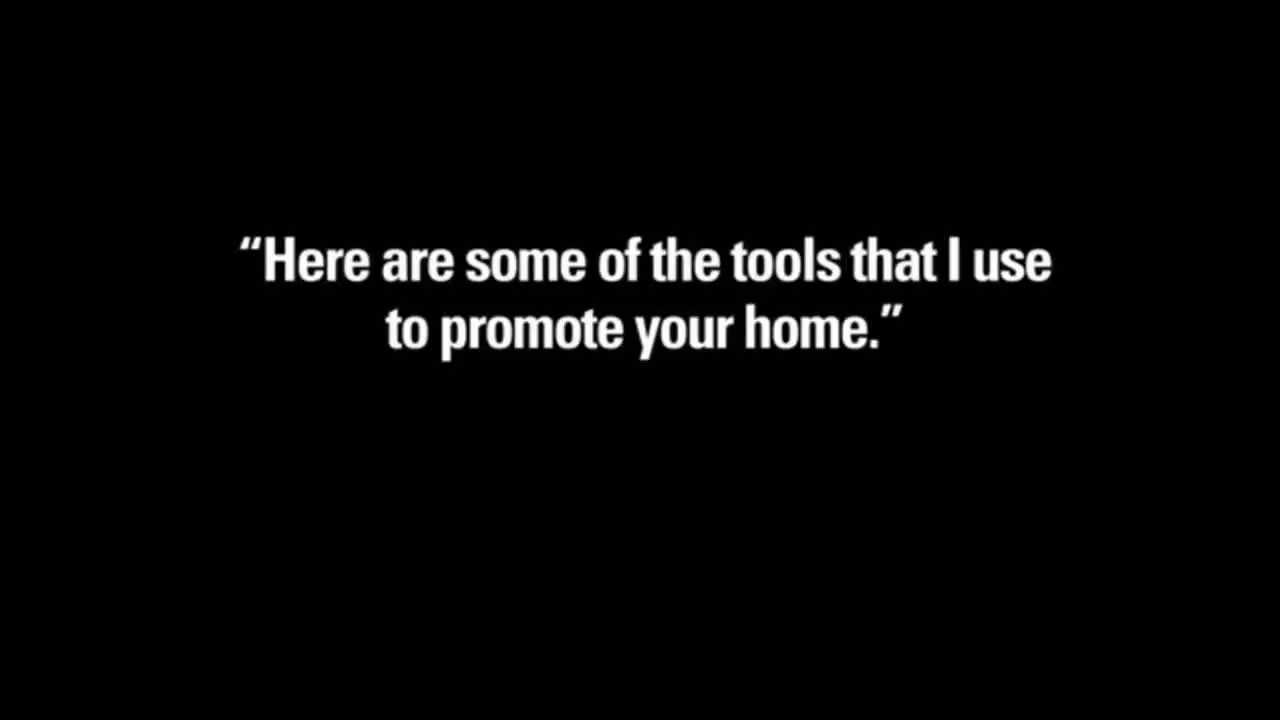 “Here are some of the tools that I use
to promote your home.”